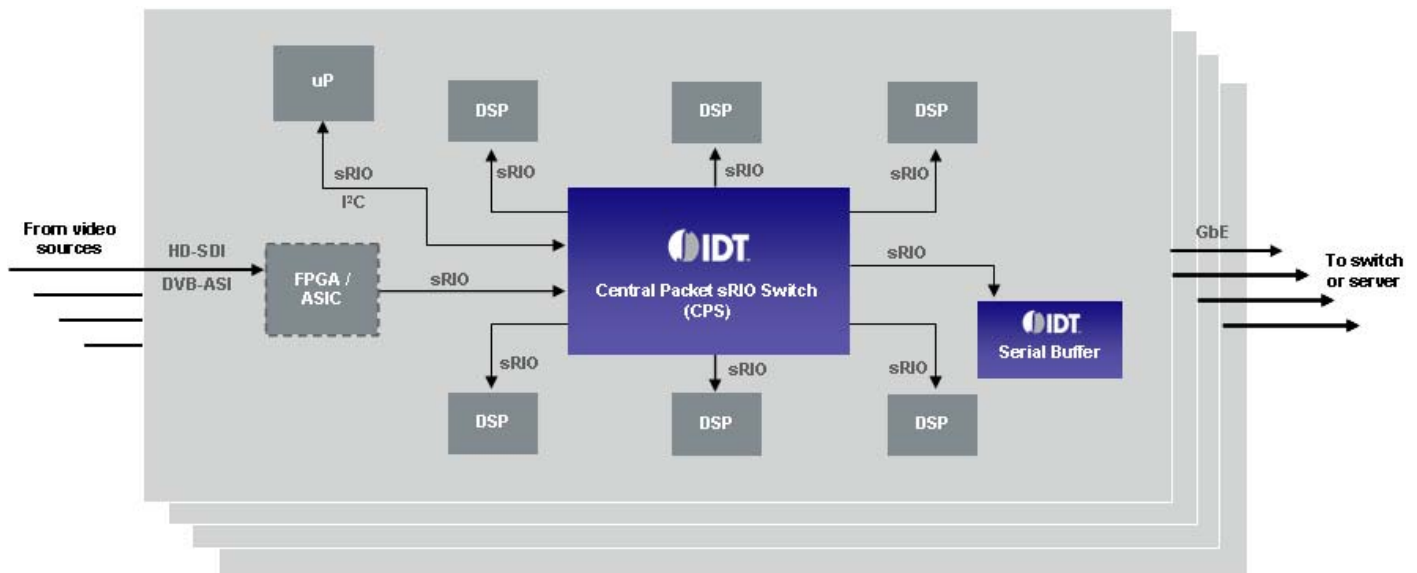 uP
DSP
DSP
DSP
sRIO
I²C
sRIO
sRIO
sRIO
From video
sources
HD-SDI
DVB-ASI
FPGA /
ASIC
sRIO
IDT
Central Packet sRIO Switch
(CPS)
sRIO
IDT
Serial Buffer
GbE
To switch
or server
sRIO
sRIO
sRIO
DSP
DSP
DSP